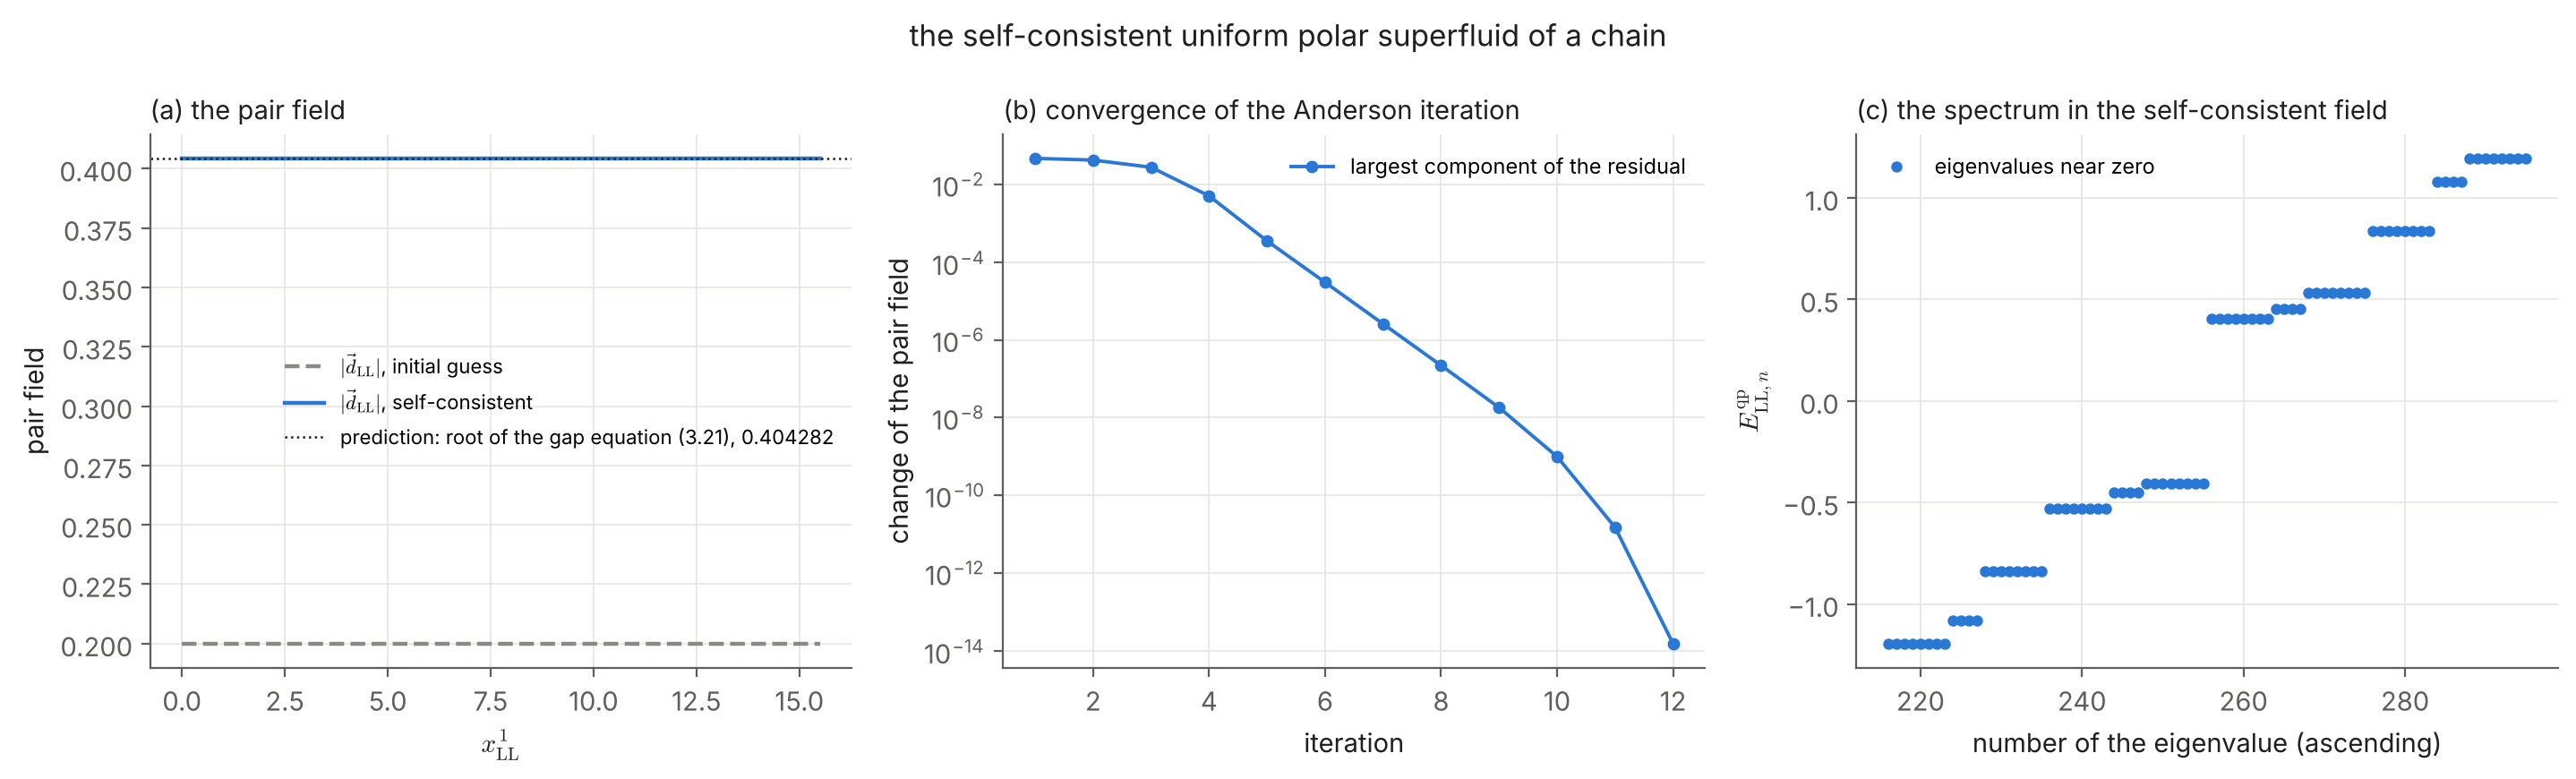 the self-consistent uniform polar superfluid of a chain
(a) the pair field
pair field
0.400
0.375
0.350
0.325
0.300
0.275
0.250
0.225
0.200
|d⃗_LL|, initial guess
|d⃗_LL|, self-consistent
prediction: root of the gap equation (3.21), 0.404282
0.0 2.5 5.0 7.5 10.0 12.5 15.0
x^1_LL
(b) convergence of the Anderson iteration
change of the pair field
largest component of the residual
10^−2
10^−4
10^−6
10^−8
10^−10
10^−12
10^−14
2 4 6 8 10 12
iteration
(c) the spectrum in the self-consistent field
E^qp_LL, n
eigenvalues near zero
1.0
0.5
0.0
−0.5
−1.0
220 240 260 280
number of the eigenvalue (ascending)